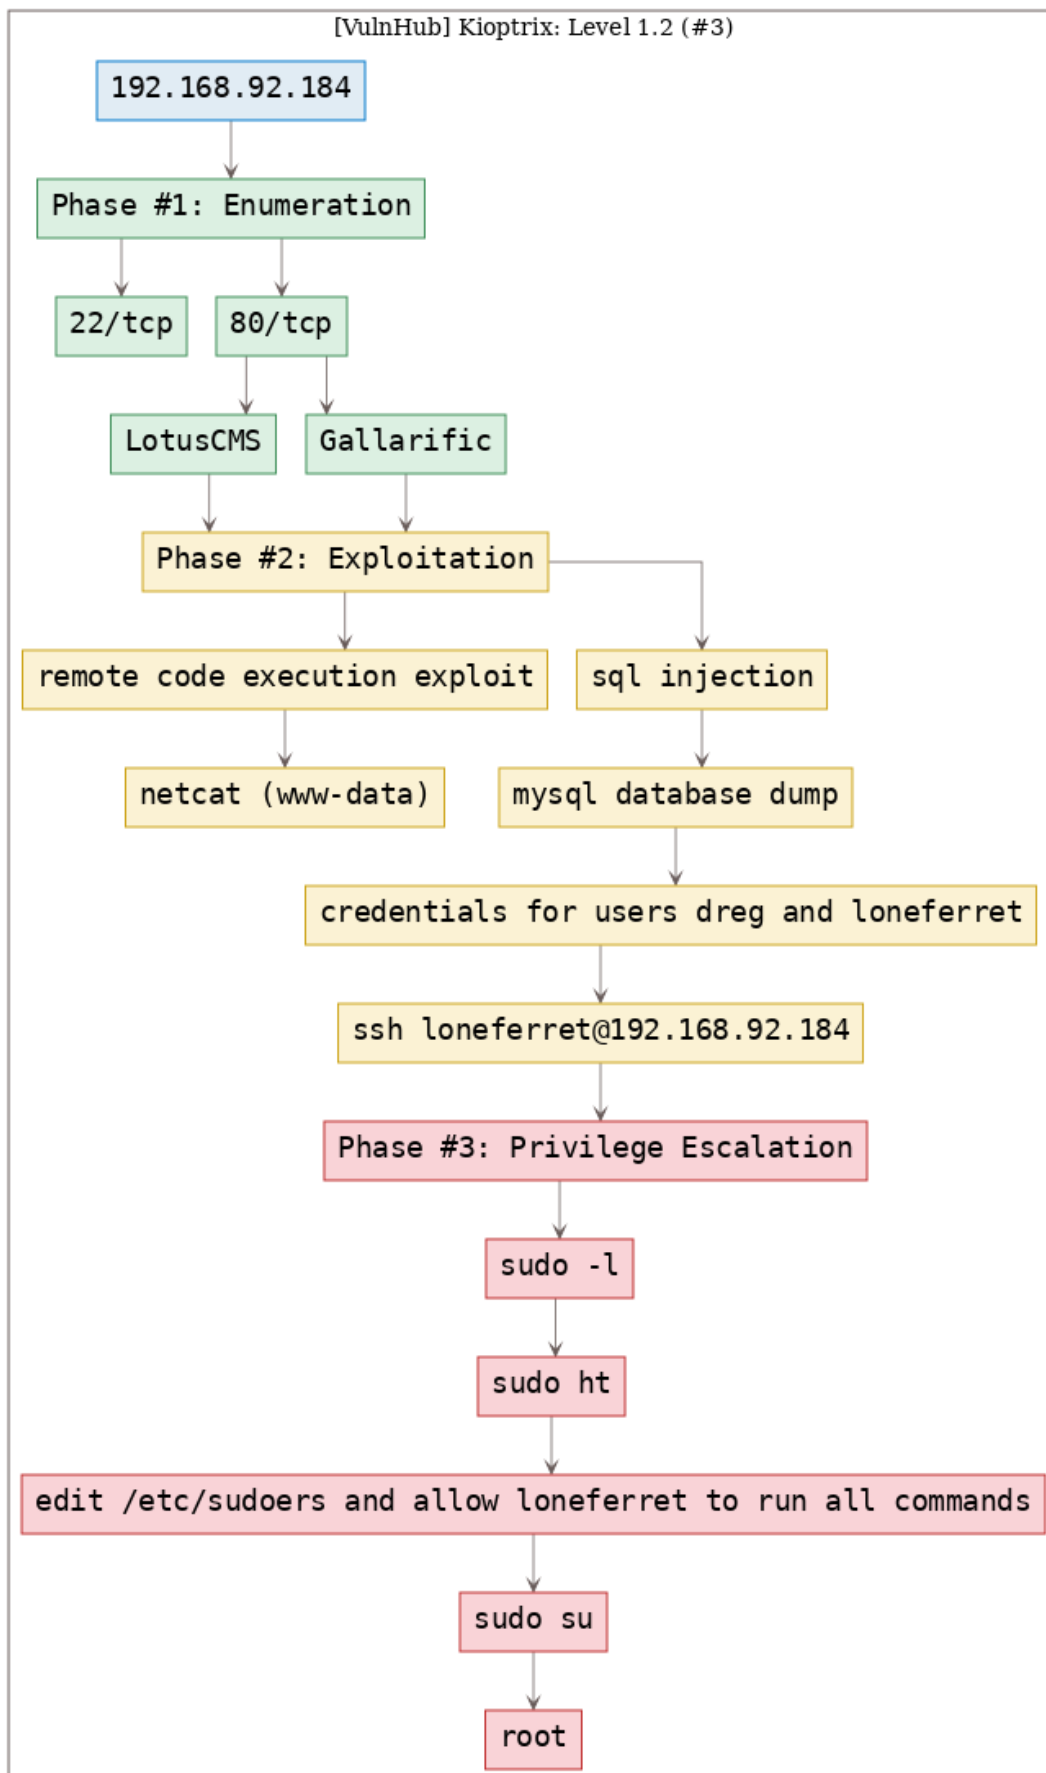 [VulnHub] Kioptrix: Level 1.2 (#3)
192.168.92.184
Phase #1: Enumeration
22/tcp
80/tcp
LotusCMS
Gallarific
Phase #2: Exploitation
remote code execution exploit
sql injection
netcat (www-data)
mysql database dump
credentials for users dreg and loneferret
ssh loneferret@192.168.92.184
Phase #3: Privilege Escalation
sudo -l
sudo ht
edit /etc/sudoers and allow loneferret to run all commands
sudo su
root